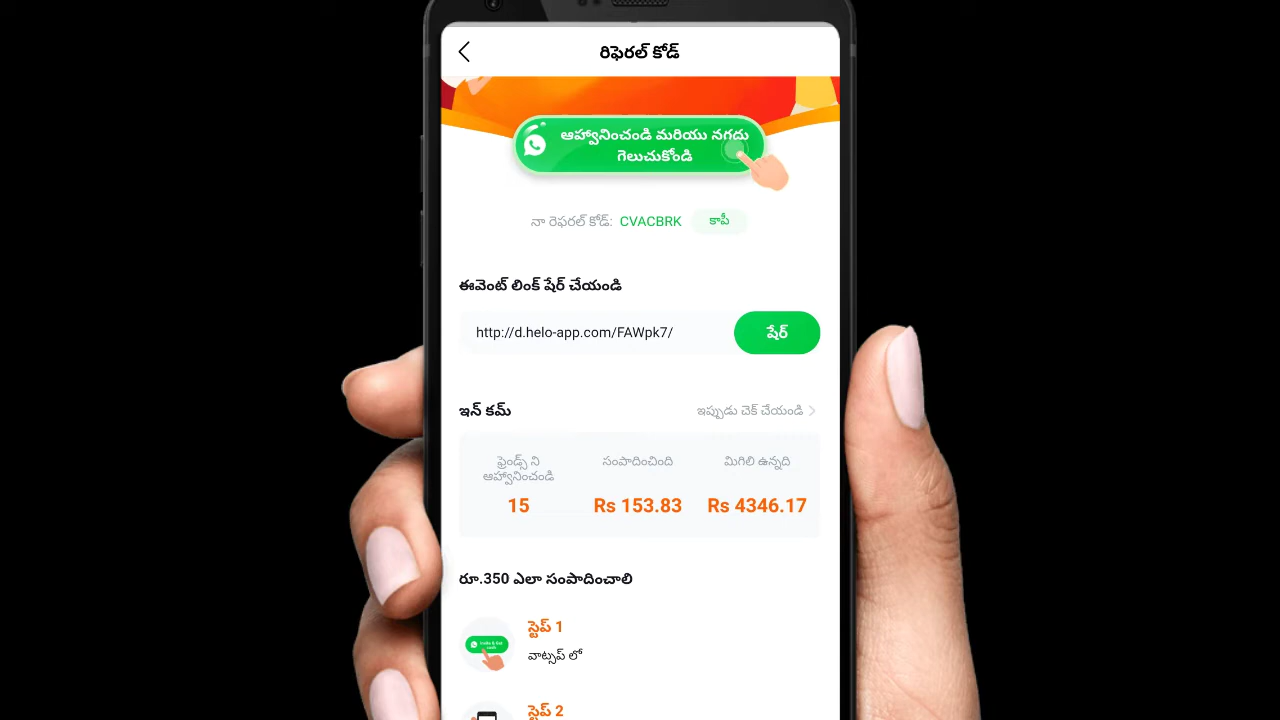 రిఫెరల్ కోడ్
ఆహ్వానించండి మరియు నగదు
గెలుచుకోండి
నా రెఫరల్ కోడ్: CVACBRK కాపీ
ఈవెంట్ లింక్ షేర్ చేయండి
http://d.helo-app.com/FAWpk7/ షేర్
ఇన్ కమ్ ఇప్పుడు చెక్ చేయండి
ఫ్రెండ్స్ ని ఆహ్వానించండి సంపాదించింది మిగిలి ఉన్నది
15 Rs 153.83 Rs 4346.17
రూ.350 ఎలా సంపాదించాలి
స్టెప్ 1
వాట్సప్ లో
స్టెప్ 2